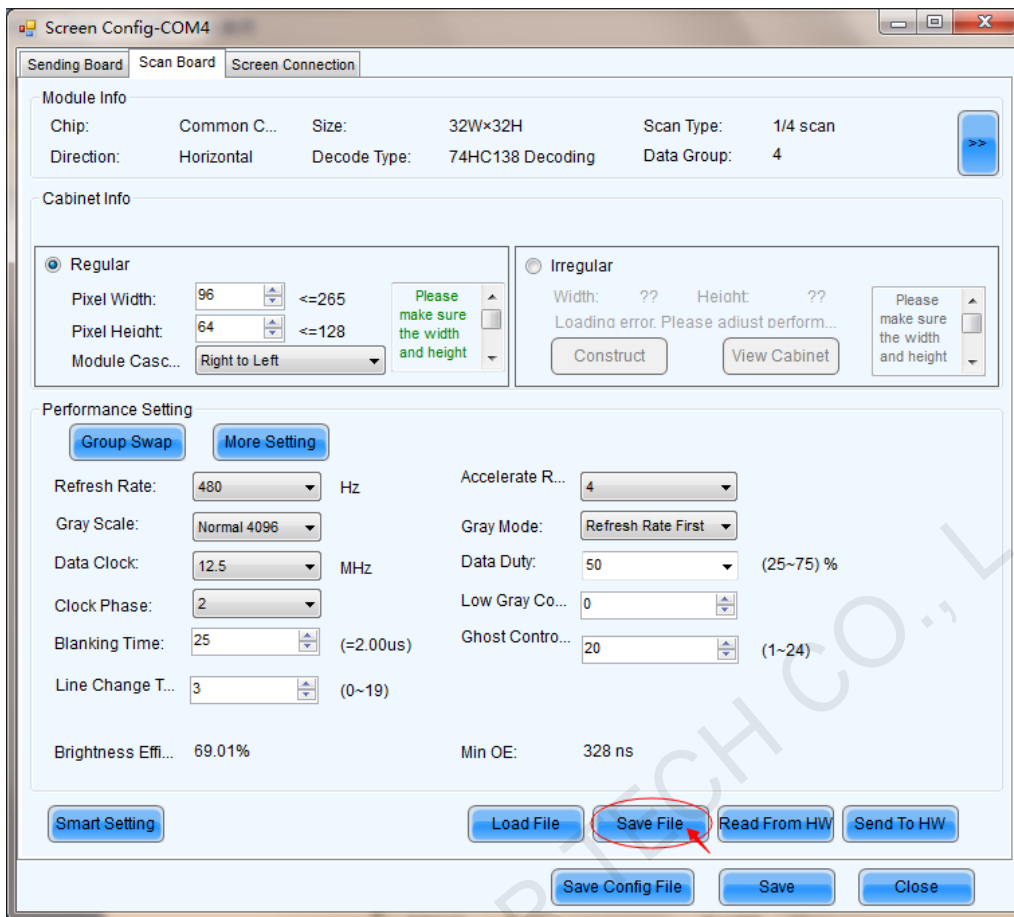 Screen Config-COM4
Sending Board Scan Board Screen Connection
Module Info
Chip: Common C... Size: 32W×32H Scan Type: 1/4 scan
Direction: Horizontal Decode Type: 74HC138 Decoding Data Group: 4
>>
Cabinet Info
Regular
Pixel Width: 96 <=265
Pixel Height: 64 <=128
Module Casc... Right to Left
Please
make sure
the width
and height
Irregular
Width: ?? Height: ??
Loading error. Please adjust perform...
Construct View Cabinet
Please
make sure
the width
and height
Performance Setting
Group Swap More Setting
Refresh Rate: 480 Hz Accelerate R... 4
Gray Scale: Normal 4096 Gray Mode: Refresh Rate First
Data Clock: 12.5 MHz Data Duty: 50 (25~75) %
Clock Phase: 2 Low Gray Co... 0
Blanking Time: 25 (=2.00us) Ghost Contro... 20 (1~24)
Line Change T... 3 (0~19)
Brightness Effi... 69.01% Min OE: 328 ns
Smart Setting Load File Save File Read From HW Send To HW
Save Config File Save Close
R TECH CO., L